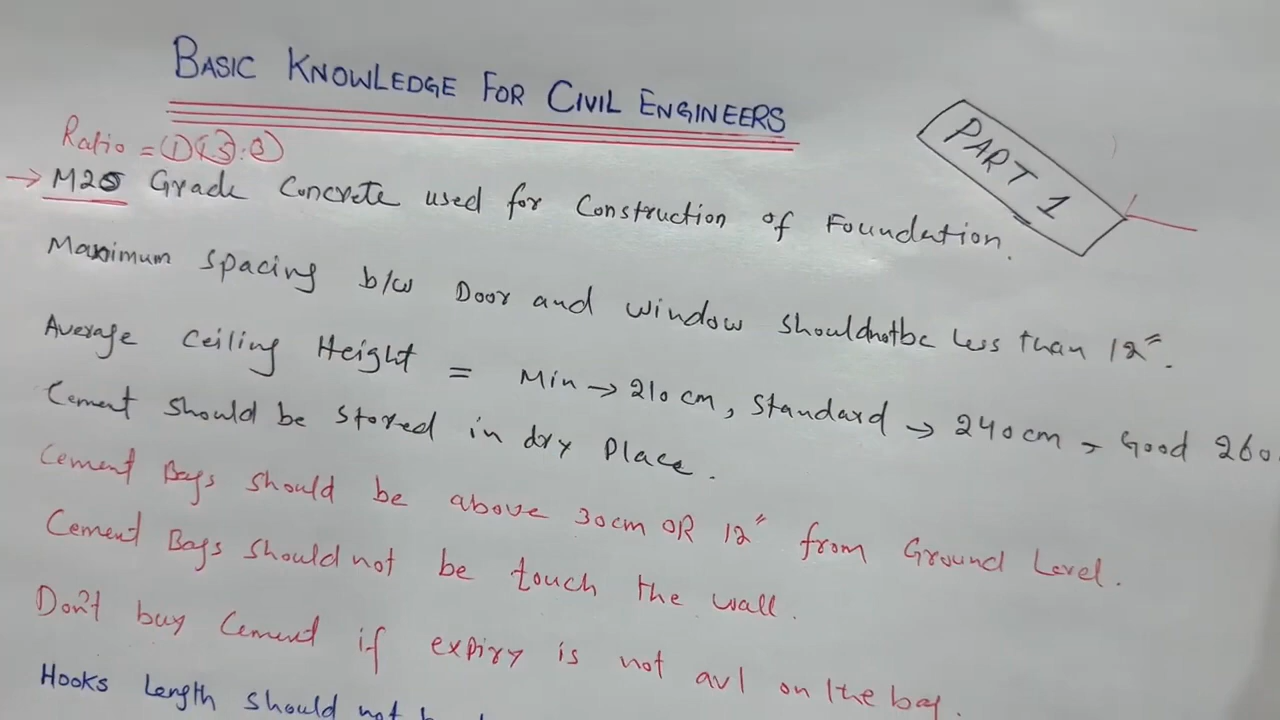 BASIC KNOWLEDGE FOR CIVIL ENGINEERS
PART 1
Ratio = 1:1.5:3
→ M20 Grade Concrete used for Construction of Foundation.
Maximum spacing b/w Door and window shouldnotbe less than 12".
Average Ceiling Height = Min → 210 cm, Standard → 240cm, Good 260
Cement should be stored in dry Place.
Cement Bags should be above 30cm OR 12" from Ground Level.
Cement Bags should not be touch the wall.
Don't buy Cement if expiry is not avl on the bag.
Hooks Length should not